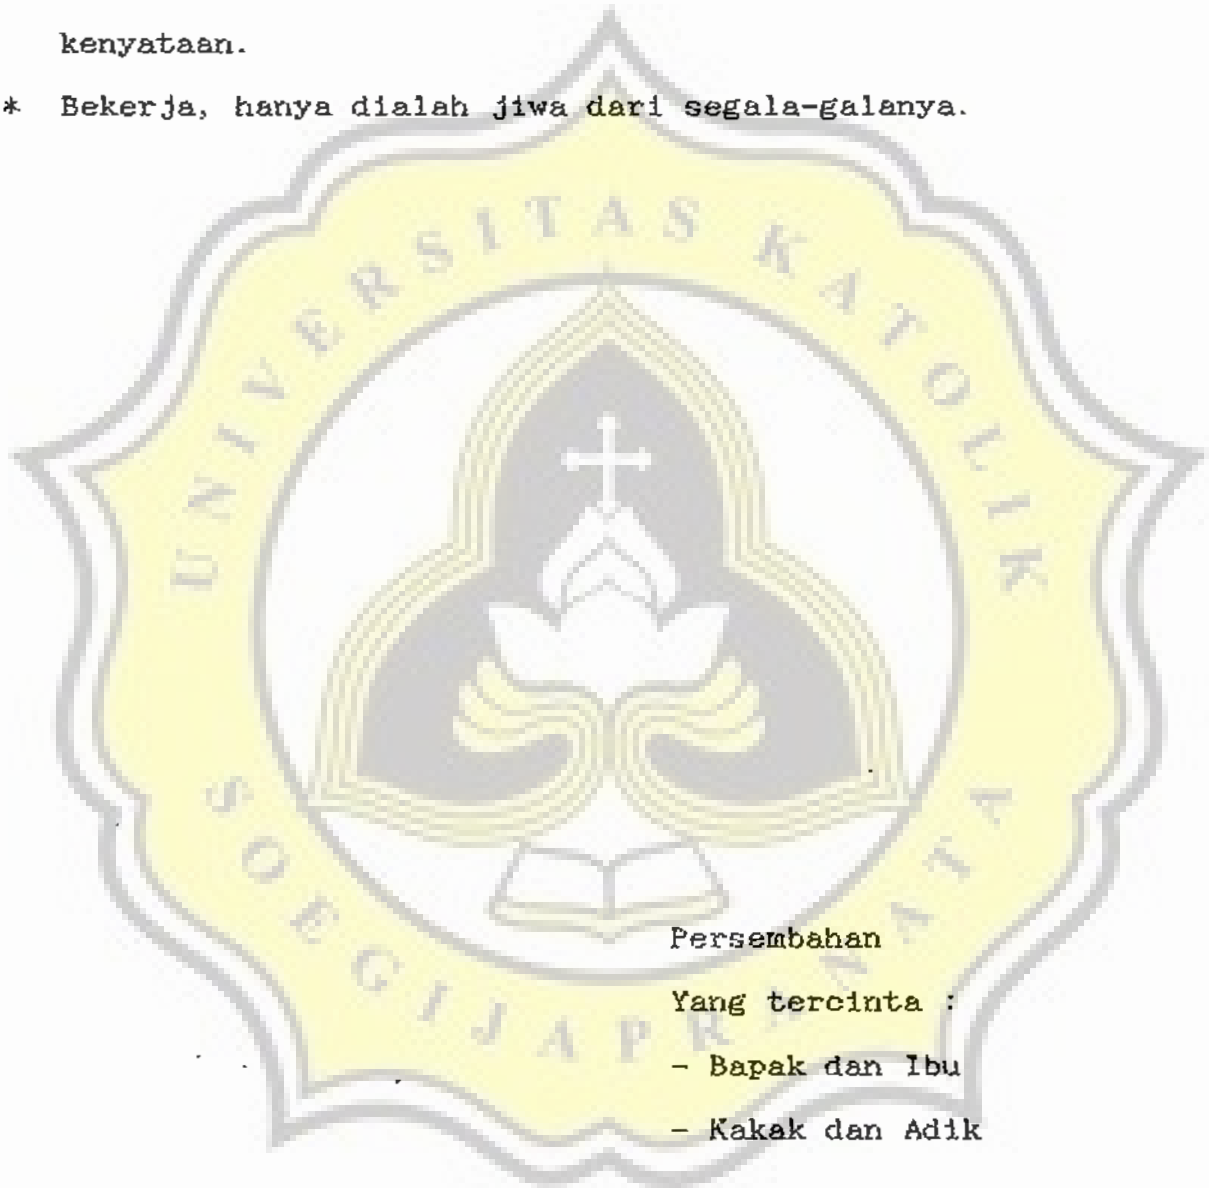 kenyataan.
* Bekerja, hanya dialah jiwa dari segala-galanya.
UNIVERSITAS KATOLIK
SOEGIJAPRANATA
Persembahan
Yang tercinta :
- Bapak dan Ibu
- Kakak dan Adik